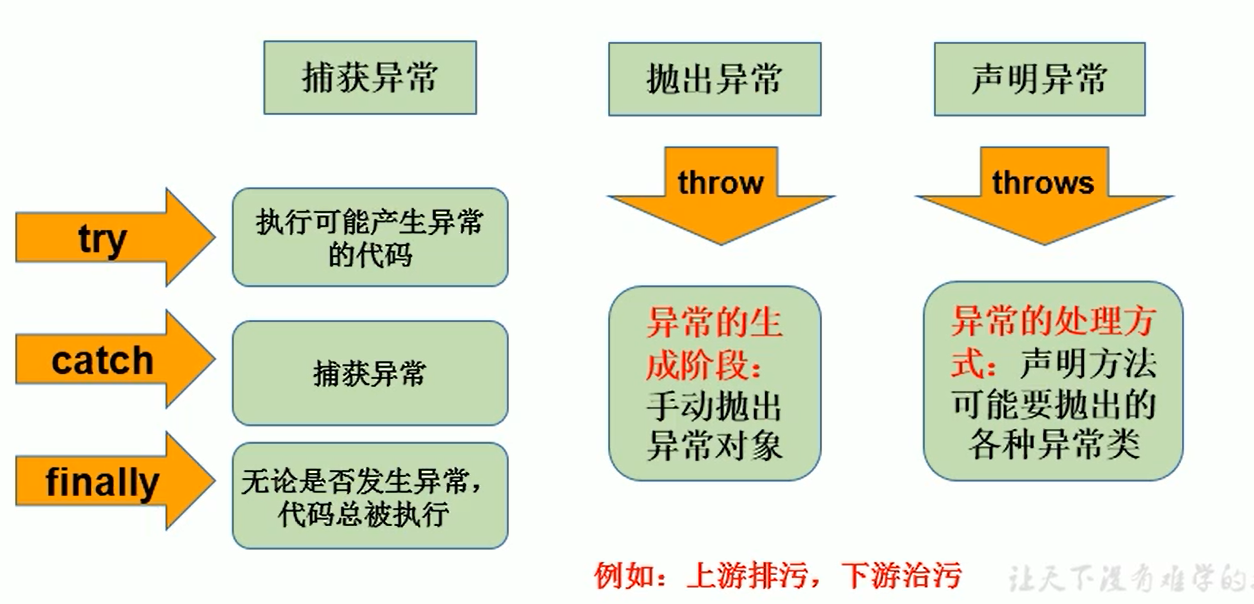 捕获异常
抛出异常
声明异常
try
执行可能产生异常
的代码
catch
捕获异常
finally
无论是否发生异常，
代码总被执行
throw
异常的生
成阶段：
手动抛出
异常对象
throws
异常的处理方
式：声明方法
可能要抛出的
各种异常类
例如：上游排污，下游治污
让天下没有难学的